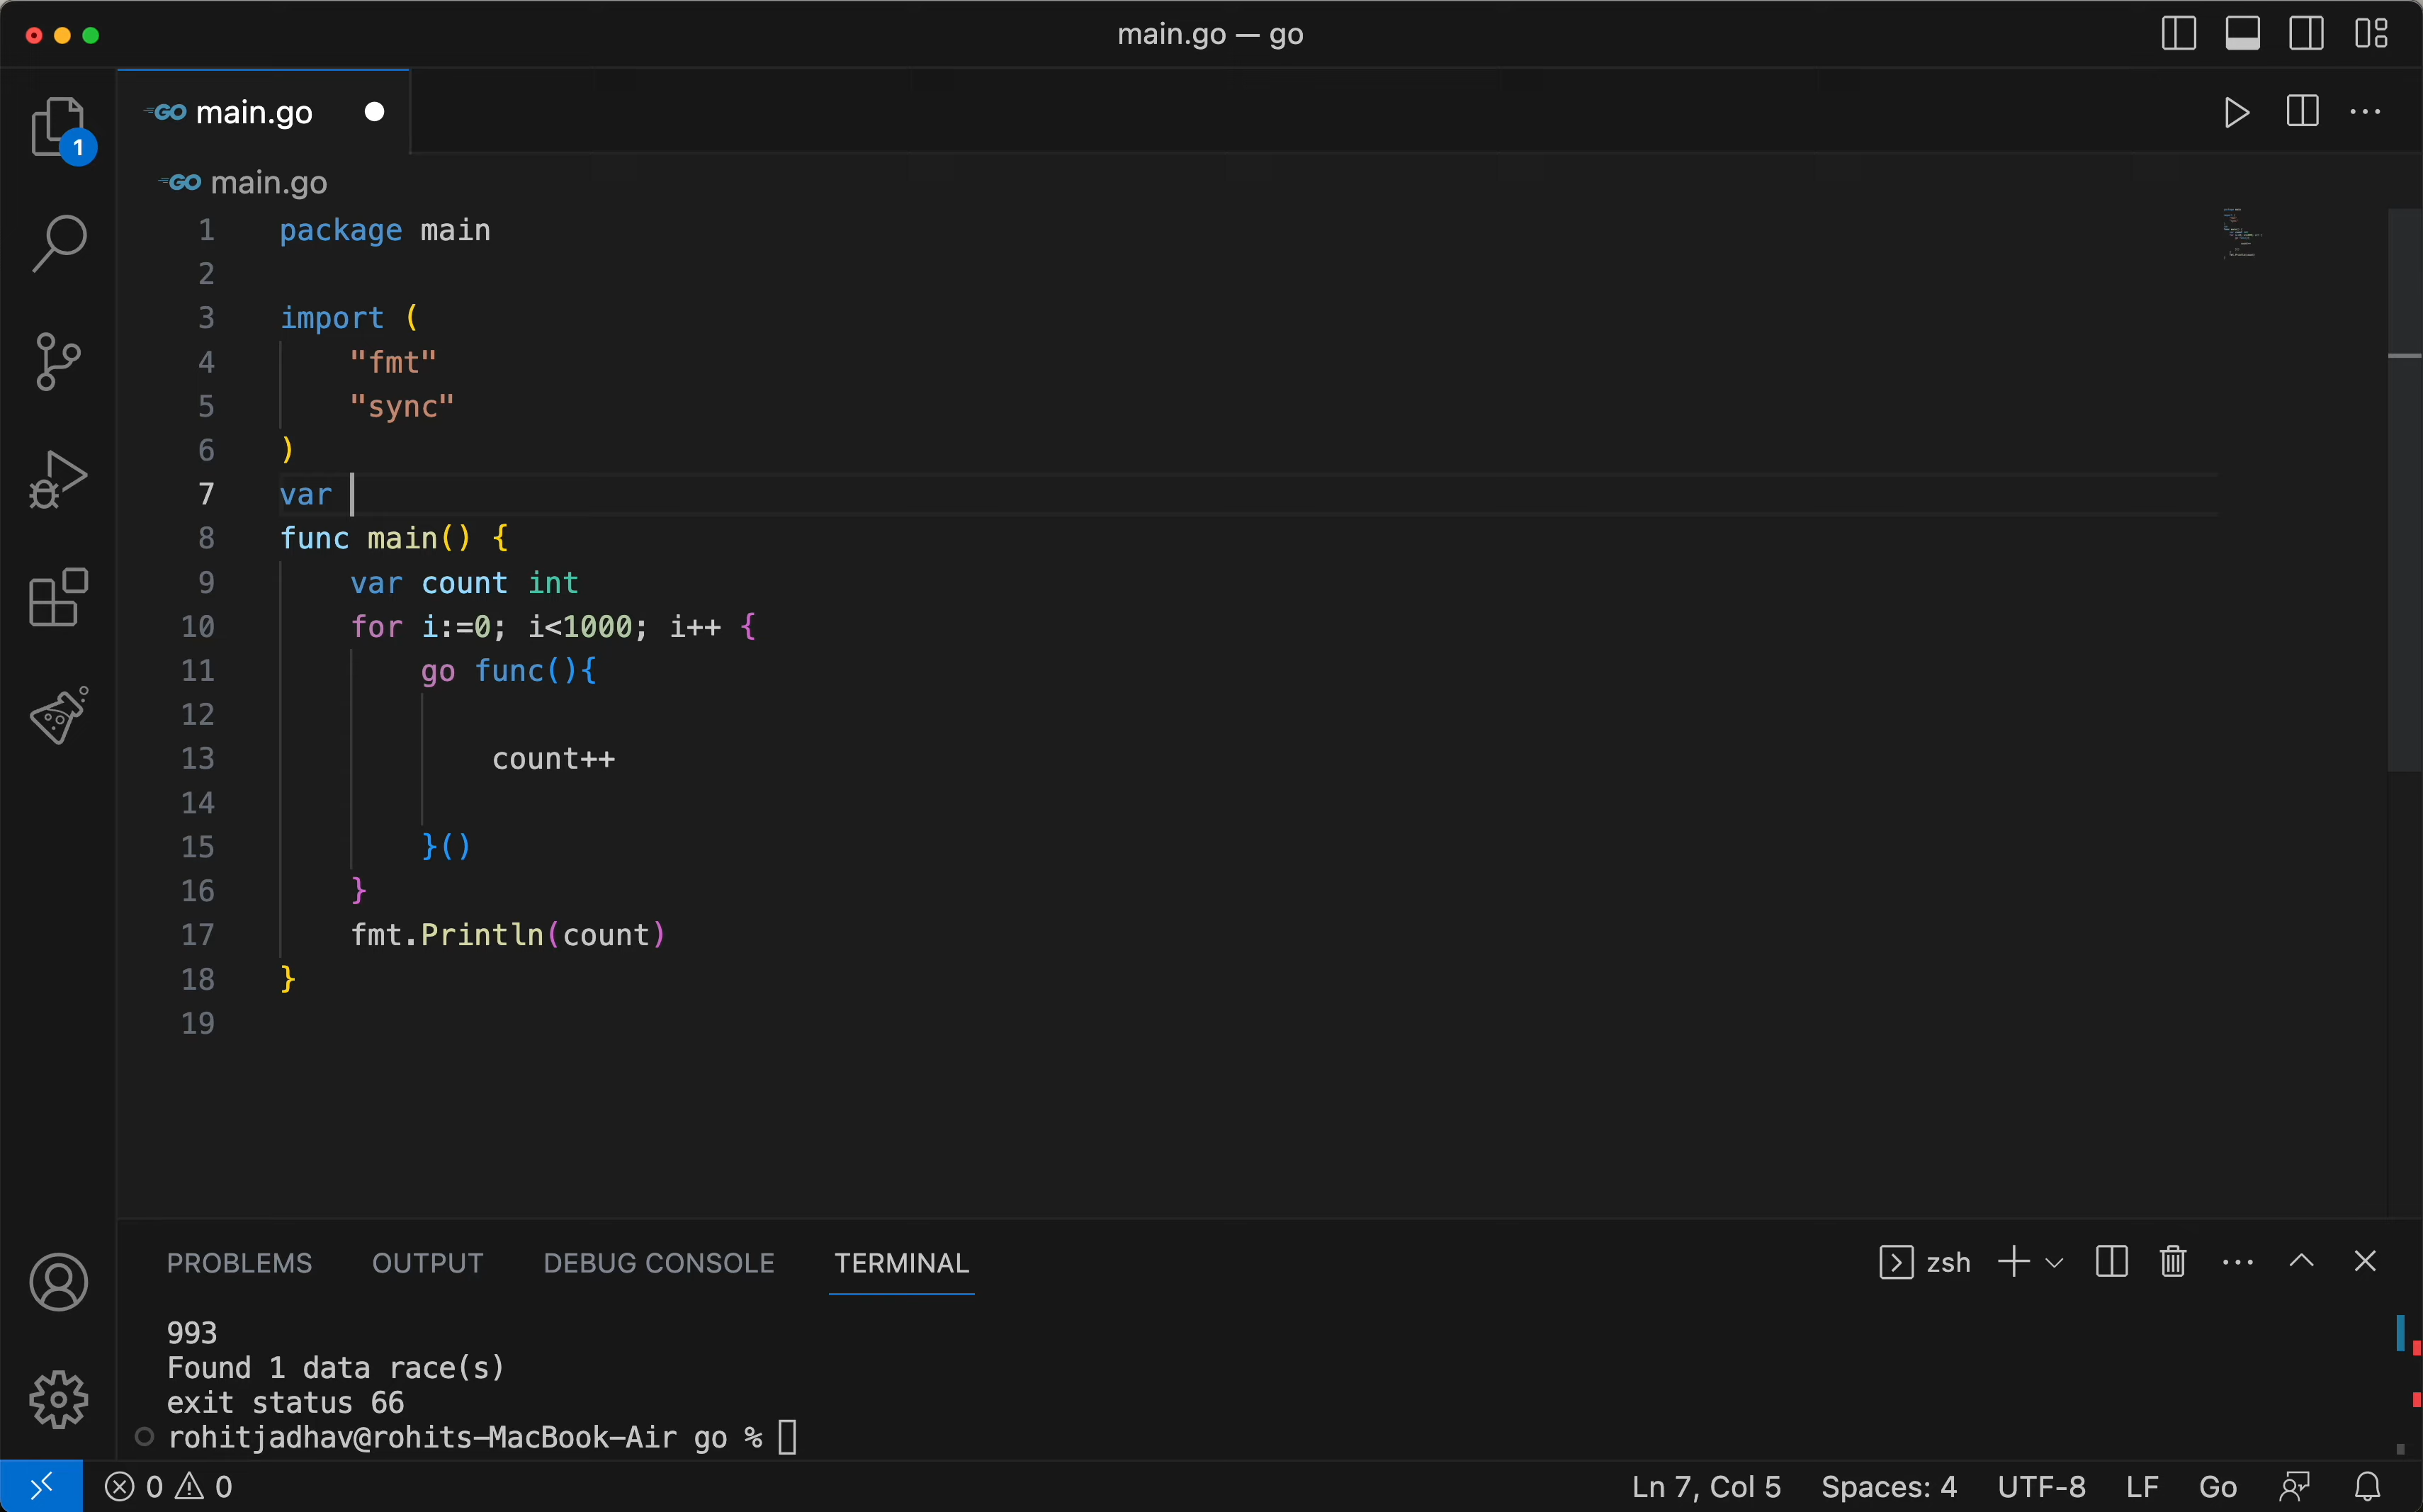 main.go — go
GO main.go
1
GO main.go
1 package main
2
3 import (
4 "fmt"
5 "sync"
6 )
7 var
8 func main() {
9 var count int
10 for i:=0; i<1000; i++ {
11 go func(){
12
13 count++
14
15 }()
16 }
17 fmt.Println(count)
18 }
19
PROBLEMS OUTPUT DEBUG CONSOLE TERMINAL zsh
993
Found 1 data race(s)
exit status 66
rohitjadhav@rohits-MacBook-Air go %
0 0 Ln 7, Col 5 Spaces: 4 UTF-8 LF Go